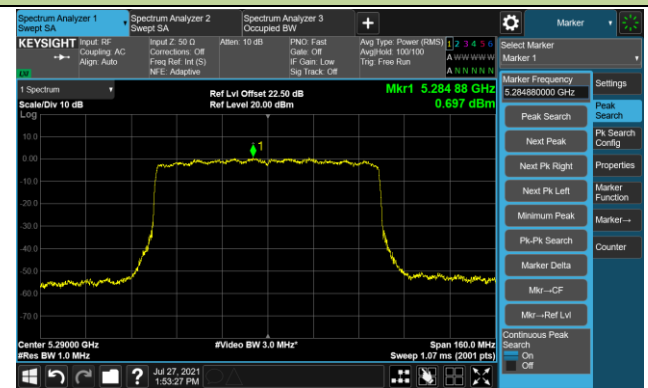 Spectrum Analyzer 1
Swept SA
Spectrum Analyzer 2
Swept SA
Spectrum Analyzer 3
Occupied BW
Marker
KEYSIGHT
Input: RF
Coupling: AC
Align: Auto
Input Z: 50 Ω
Corrections: Off
Freq Ref: Int (S)
NFE: Adaptive
Atten: 10 dB
PNO: Fast
Gate: Off
IF Gain: Low
Sig Track: Off
Avg Type: Power (RMS)
Avg|Hold: 100/100
Trig: Free Run
1 2 3 4 5 6
A W W W W W
A N N N N N
Select Marker
Marker 1
1 Spectrum
Scale/Div 10 dB
Log
Ref Lvl Offset 22.50 dB
Ref Level 20.00 dBm
Mkr1 5.284 88 GHz
0.697 dBm
1
10.0
0.00
-10.0
-20.0
-30.0
-40.0
-50.0
-60.0
-70.0
Center 5.29000 GHz
#Res BW 1.0 MHz
#Video BW 3.0 MHz*
Span 160.0 MHz
Sweep 1.07 ms (2001 pts)
Marker Frequency
5.284880000 GHz
Peak Search
Next Peak
Next Pk Right
Next Pk Left
Minimum Peak
Pk-Pk Search
Marker Delta
Mkr→CF
Mkr→Ref Lvl
Continuous Peak
Search
On
Off
Settings
Peak
Search
Pk Search
Config
Properties
Marker
Function
Marker→
Counter
Jul 27, 2021
1:53:27 PM